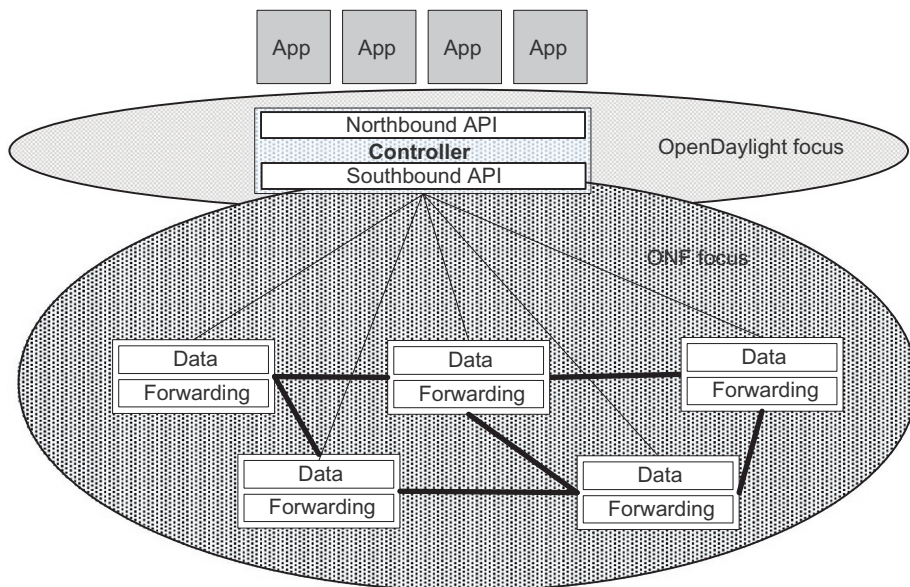 App App App App
Northbound API
Controller
OpenDaylight focus
Southbound API
ONF focus
Data
Forwarding
Data
Forwarding
Data
Forwarding
Data
Forwarding
Data
Forwarding